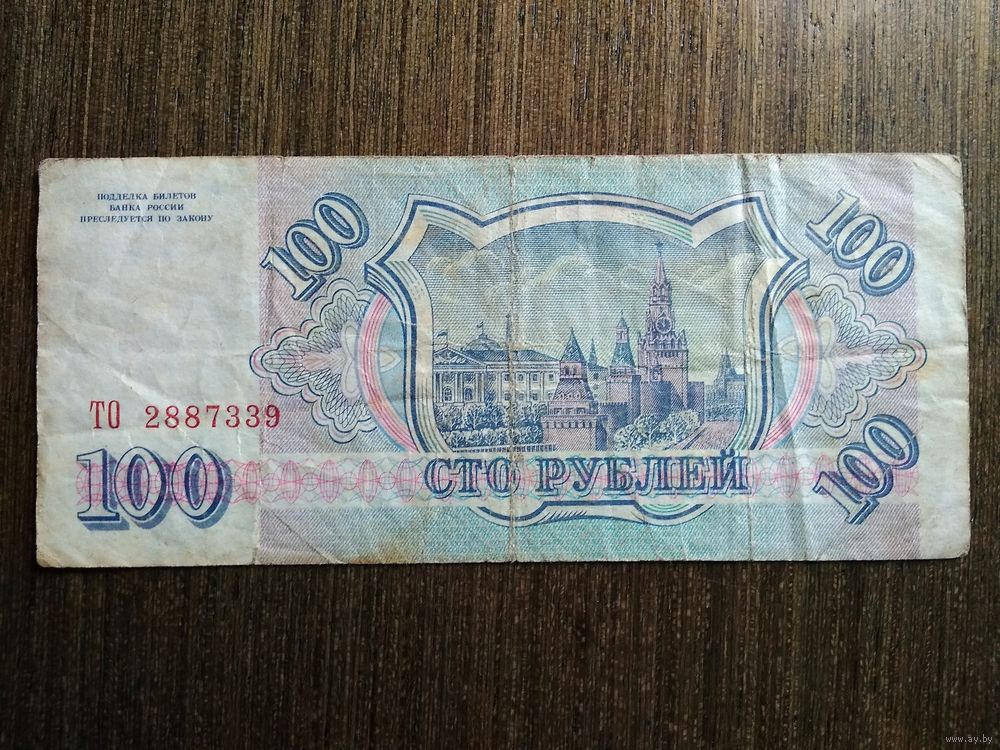 ПОДДЕЛКА БИЛЕТОВ
БАНКА РОССИИ
ПРЕСЛЕДУЕТСЯ ПО ЗАКОНУ
100
100
ТО 2887339
100
СТО РУБЛЕЙ
100
www.ay.by